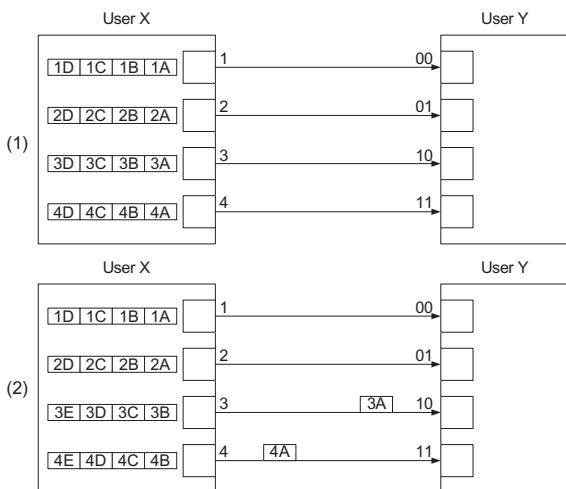 User X User Y
1D 1C 1B 1A 1 00
2D 2C 2B 2A 2 01
(1)
3D 3C 3B 3A 3 10
4D 4C 4B 4A 4 11
User X User Y
1D 1C 1B 1A 1 00
2D 2C 2B 2A 2 01
(2)
3E 3D 3C 3B 3 3A 10
4E 4D 4C 4B 4 4A 11